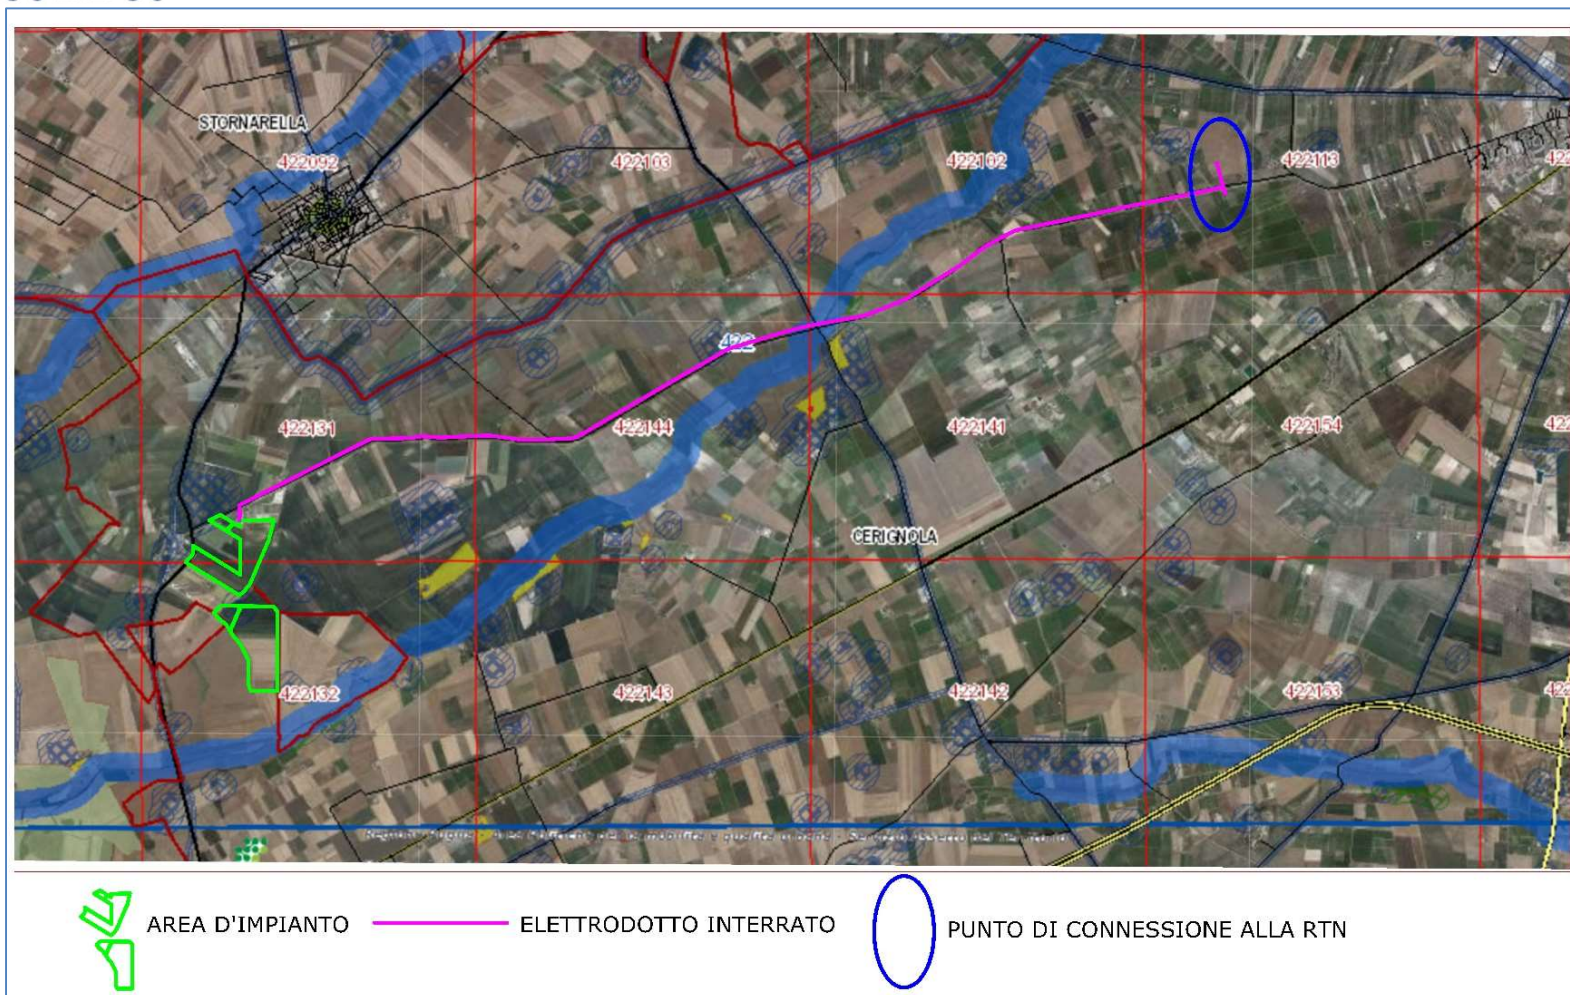 STORNARELLA
422092
422103
422102
422113
422
422131
422144
422141
422154
CERIGNOLA
422132
422143
422142
422153
AREA D'IMPIANTO
ELETTRODOTTO INTERRATO
PUNTO DI CONNESSIONE ALLA RTN